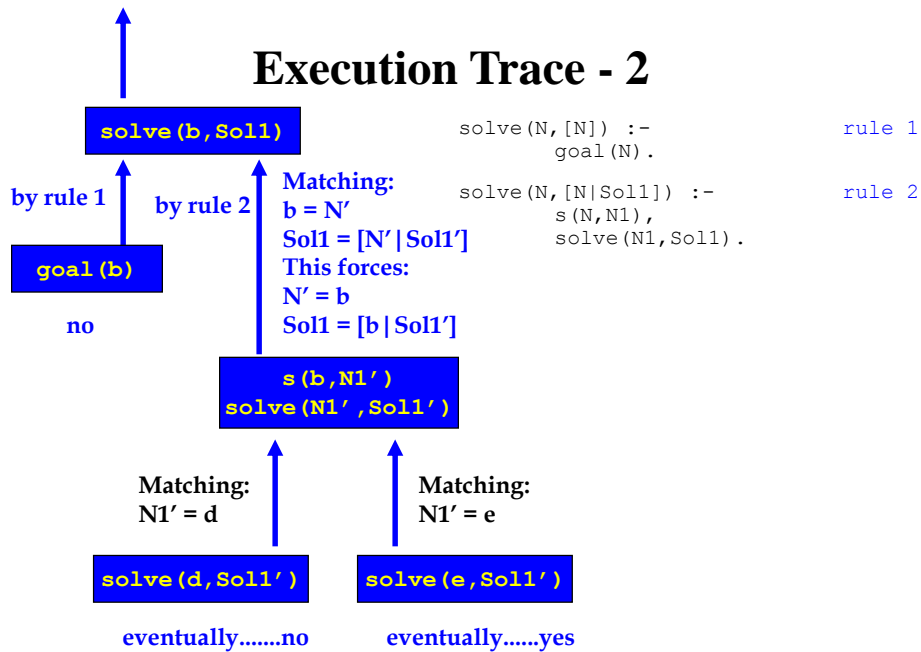 Execution Trace - 2
solve(b,Sol1)
solve(N,[N]) :- rule 1
goal(N).
solve(N,[N|Sol1]) :- rule 2
s(N,N1),
solve(N1,Sol1).
by rule 1
by rule 2
Matching:
b = N’
Sol1 = [N’|Sol1’]
This forces:
N’ = b
Sol1 = [b|Sol1’]
goal(b)
no
s(b,N1’)
solve(N1’,Sol1’)
Matching:
N1’ = d
Matching:
N1’ = e
solve(d,Sol1’)
solve(e,Sol1’)
eventually.......no
eventually......yes